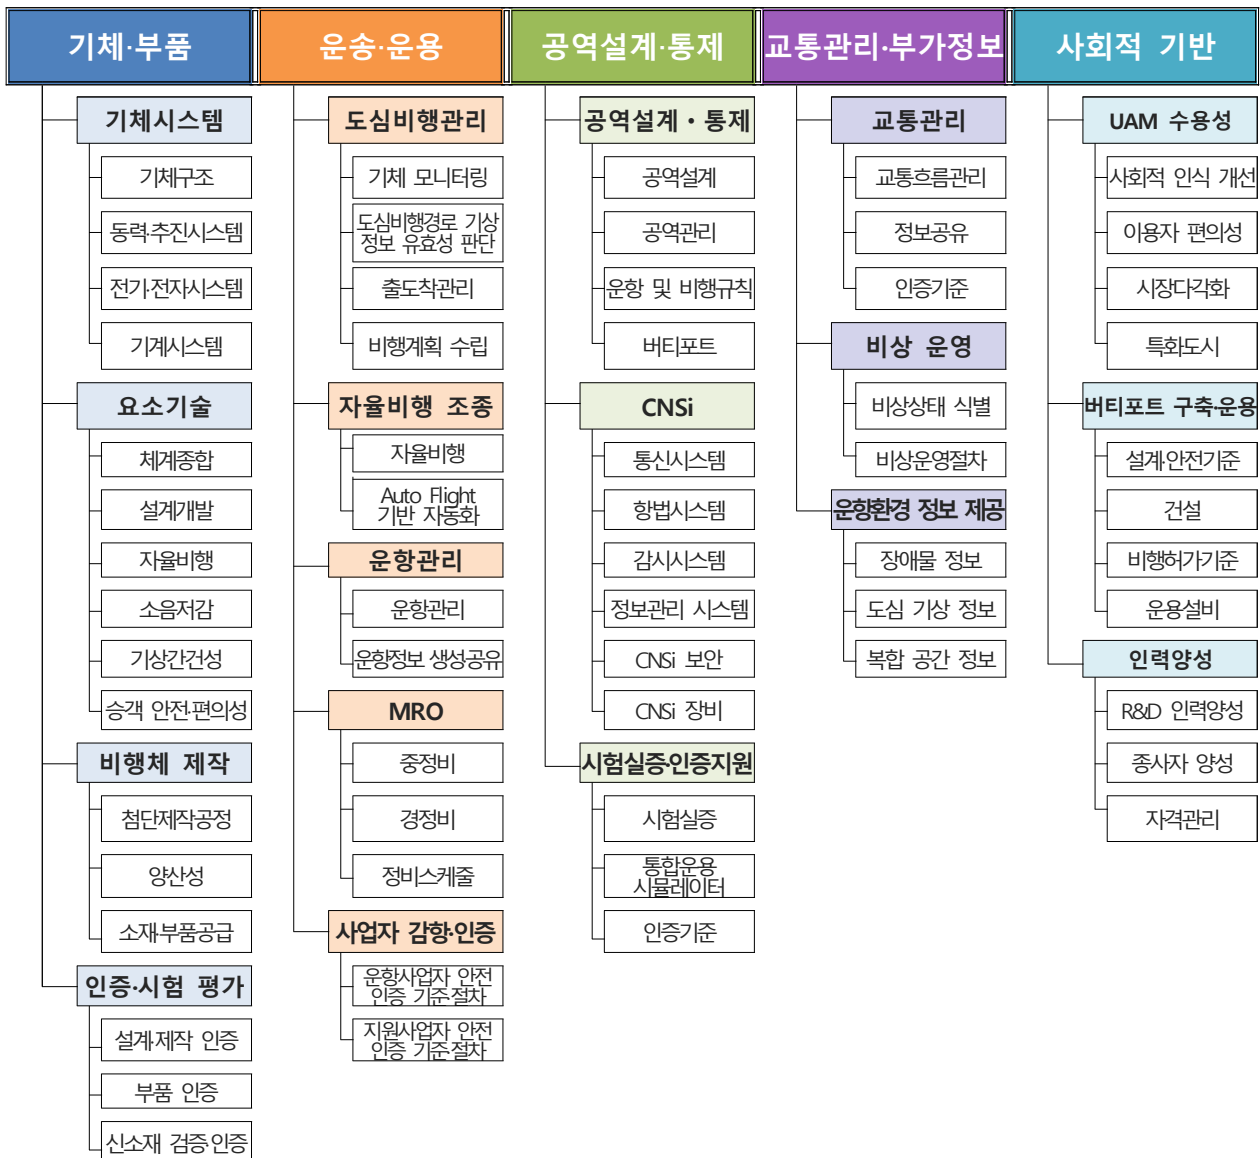 기체·부품
기체시스템
기체구조
동력·추진시스템
전기·전자시스템
기계시스템
요소기술
체계종합
설계개발
자율비행
소음저감
기상강건성
승객 안전·편의성
비행체 제작
첨단제작공정
양산성
소재·부품공급
인증·시험 평가
설계·제작 인증
부품 인증
신소재 검증·인증
운송·운용
도심비행관리
기체 모니터링
도심비행경로 기상
정보 유효성 판단
출도착관리
비행계획 수립
자율비행 조종
자율비행
Auto Flight
기반 자동화
운항관리
운항관리
운항정보 생성·공유
MRO
중정비
경정비
정비스케줄
사업자 감항·인증
운항사업자 안전
인증 기준·절차
지원사업자 안전
인증 기준·절차
공역설계·통제
공역설계·통제
공역설계
공역관리
운항 및 비행규칙
버티포트
CNSi
통신시스템
항법시스템
감시시스템
정보관리 시스템
CNSi 보안
CNSi 장비
시험실증·인증지원
시험실증
통합운용
시뮬레이터
인증기준
교통관리·부가정보
교통관리
교통흐름관리
정보공유
인증기준
비상 운영
비상상태 식별
비상운영절차
운항환경 정보 제공
장애물 정보
도심 기상 정보
복합 공간 정보
사회적 기반
UAM 수용성
사회적 인식 개선
이용자 편의성
시장다각화
특화도시
버티포트 구축·운용
설계·안전기준
건설
비행허가기준
운용설비
인력양성
R&D 인력양성
종사자 양성
자격관리